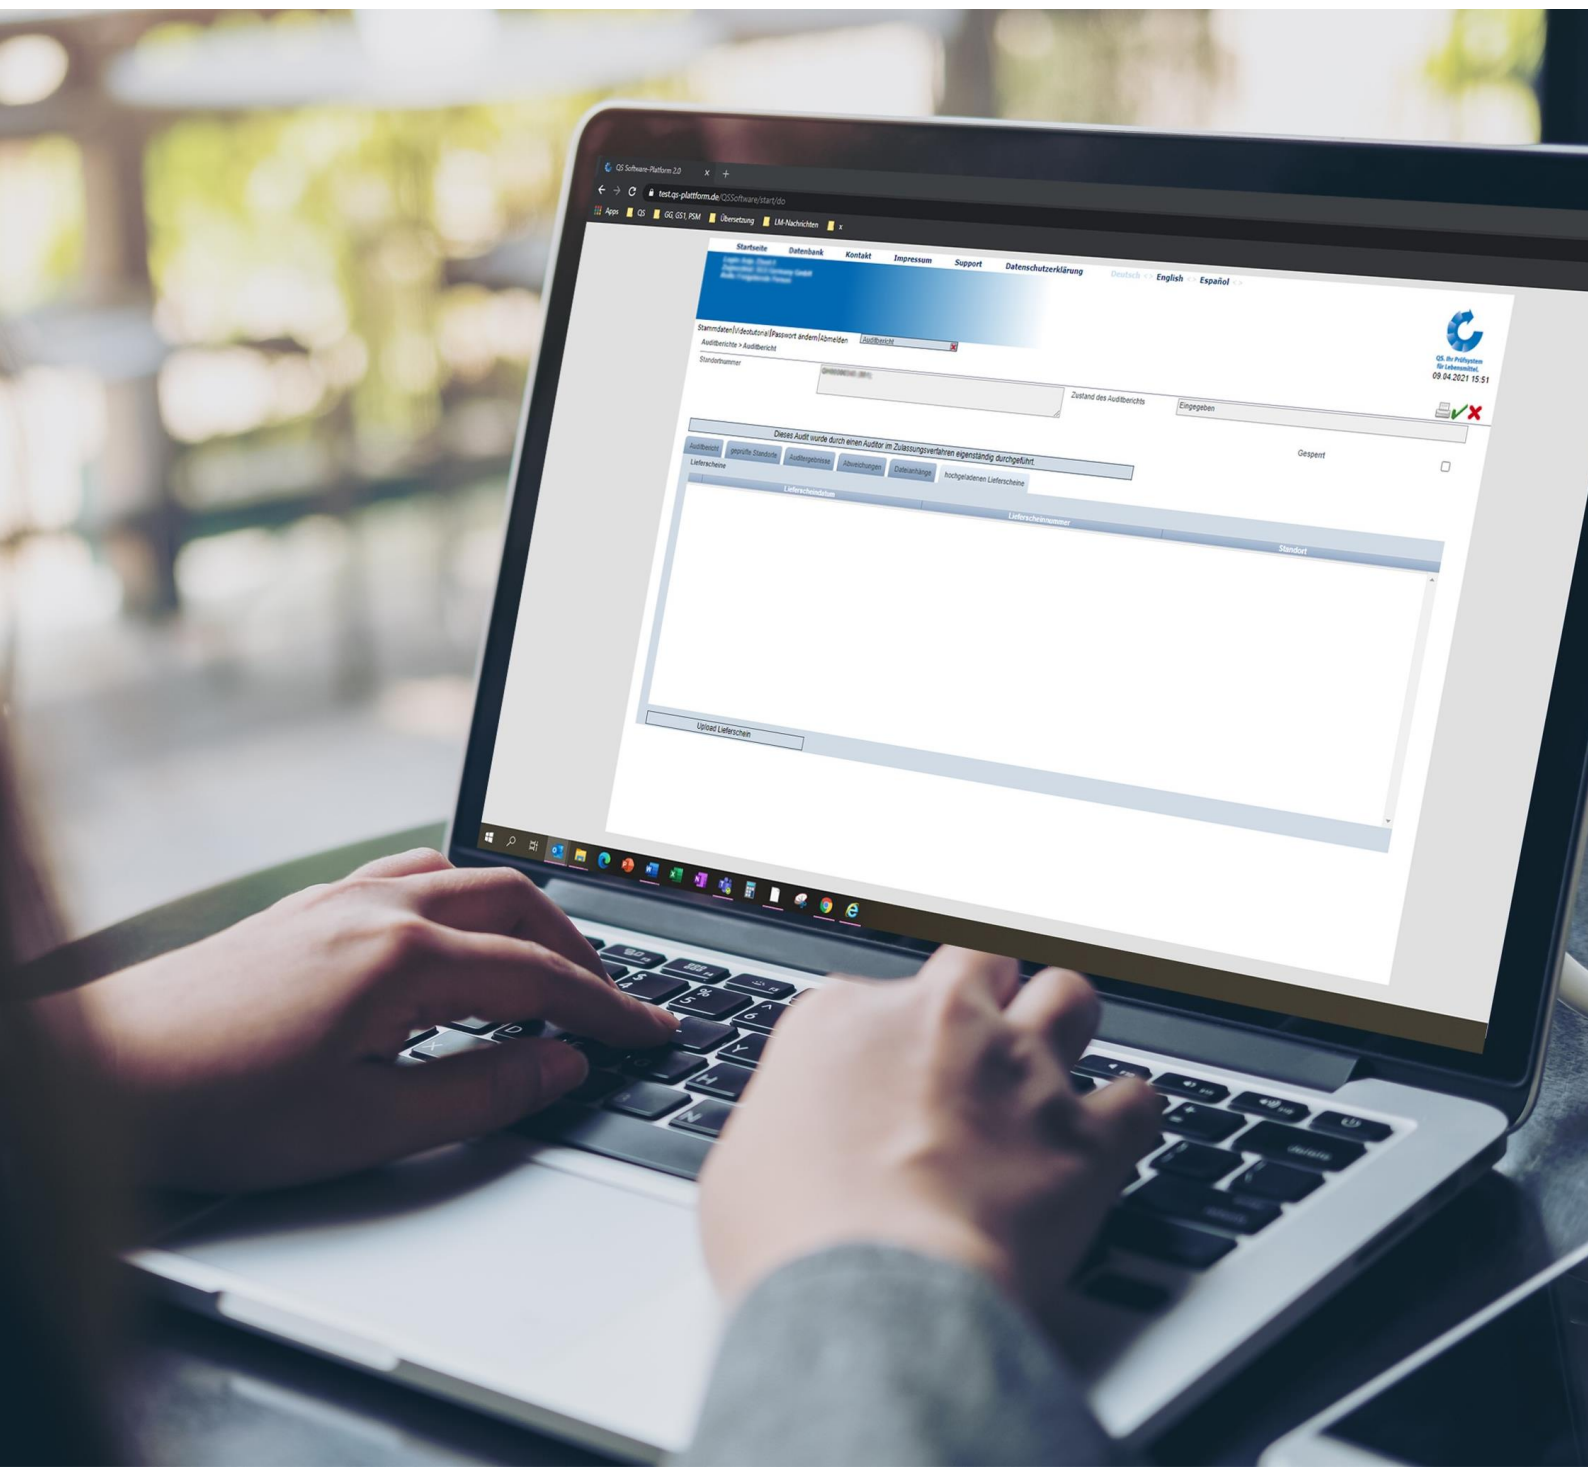 QS Software-Plattform 2.0 x +
test.qs-plattform.de/QSSoftware/start/do
Apps QS GG, GS1, PSM Übersetzung LM-Nachrichten x
Startseite Datenbank Kontakt Impressum Support Datenschutzerklärung Deutsch <> English <> Español <>
QS. Ihr Prüfsystem
für Lebensmittel.
09.04.2021 15:51
Stammdaten|Videotutorial|Passwort ändern|Abmelden Auditbericht
Auditberichte > Auditbericht
Standortnummer
Zustand des Auditberichts Eingegeben
Dieses Audit wurde durch einen Auditor im Zulassungsverfahren eigenständig durchgeführt.
Gesperrt
Auditbericht geprüfte Standorte Auditergebnisse Abweichungen Dateianhänge hochgeladenen Lieferscheine
Lieferscheine
Lieferscheindatum Lieferscheinnummer Standort
Upload Lieferschein
$ 4 % 5 ^ 6
Y
X D H
N